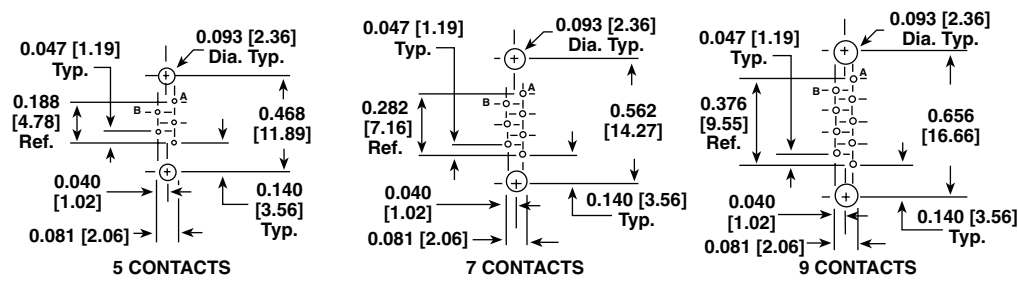 0.047 [1.19]
Typ.
0.093 [2.36]
Dia. Typ.
A
B
0.188
[4.78]
Ref.
0.468
[11.89]
0.040
[1.02]
0.140
[3.56]
Typ.
0.081 [2.06]
5 CONTACTS
0.047 [1.19]
Typ.
0.093 [2.36]
Dia. Typ.
A
B
0.282
[7.16]
Ref.
0.562
[14.27]
0.040
[1.02]
0.140 [3.56]
Typ.
0.081 [2.06]
7 CONTACTS
0.047 [1.19]
Typ.
0.093 [2.36]
Dia. Typ.
A
B
0.376
[9.55]
Ref.
0.656
[16.66]
0.040
[1.02]
0.140 [3.56]
Typ.
0.081 [2.06]
9 CONTACTS